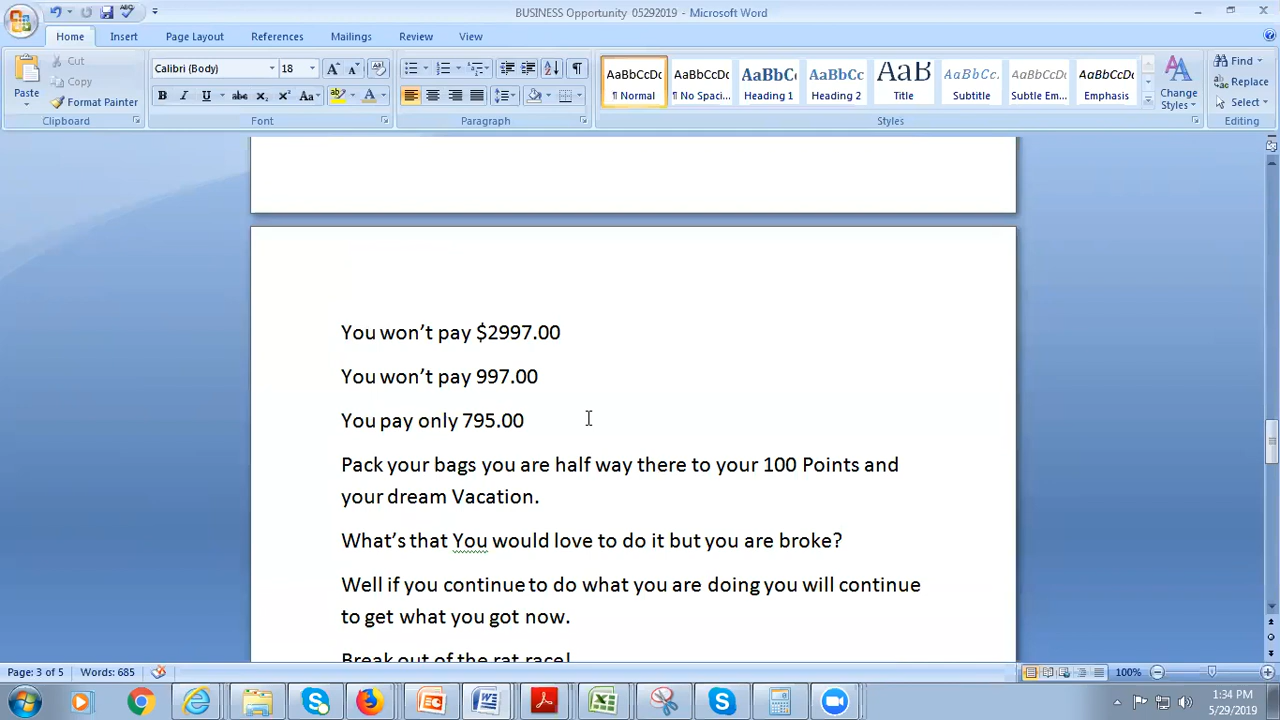 BUSINESS Opportunity 05292019 - Microsoft Word
Home Insert Page Layout References Mailings Review View
Paste
Cut
Copy
Format Painter
Clipboard
Calibri (Body) 18
Font
Paragraph
AaBbCcDc AaBbCcDc AaBbCc AaBbCc AaB AaBbCc. AaBbCcDc AaBbCcDc
¶ Normal ¶ No Spaci... Heading 1 Heading 2 Title Subtitle Subtle Em... Emphasis
Change Styles
Styles
Find
Replace
Select
Editing
You won’t pay $2997.00
You won’t pay 997.00
You pay only 795.00
Pack your bags you are half way there to your 100 Points and
your dream Vacation.
What’s that You would love to do it but you are broke?
Well if you continue to do what you are doing you will continue
to get what you got now.
Break out of the rat race!
Page: 3 of 5 Words: 685 100%
1:34 PM
5/29/2019